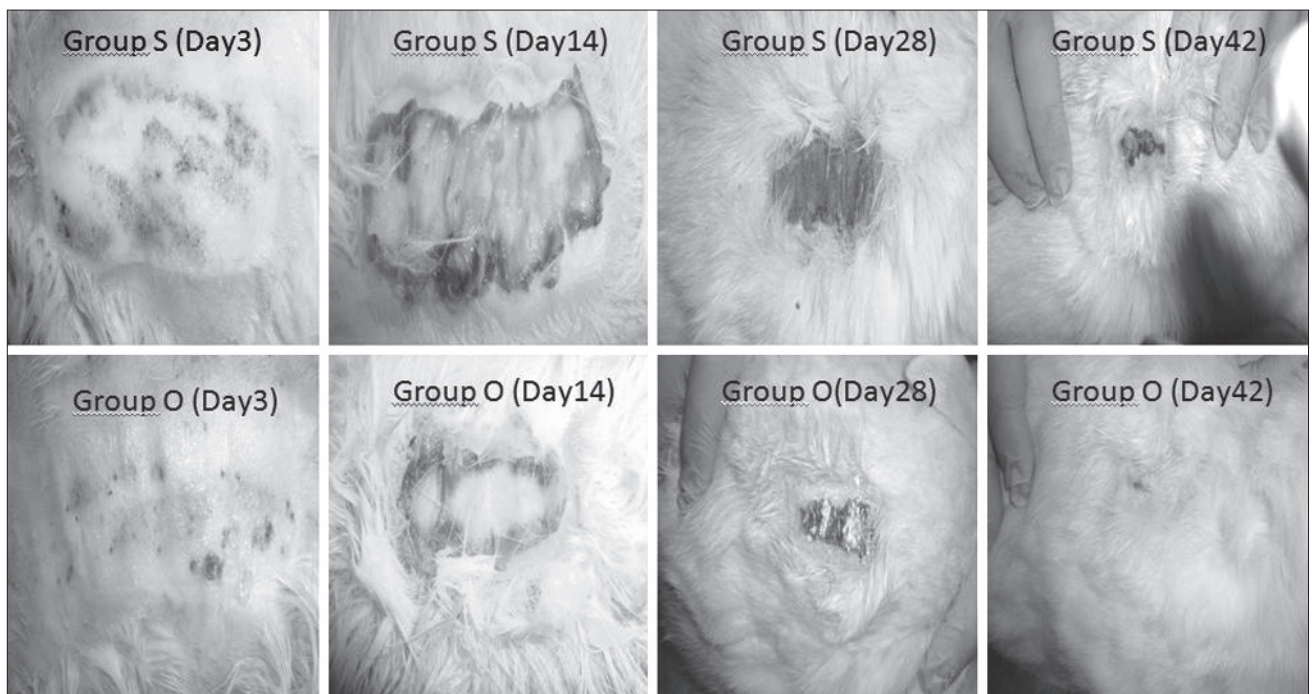 Group S (Day3)
Group S (Day14)
Group S (Day28)
Group S (Day42)
Group O (Day3)
Group O (Day14)
Group O(Day28)
Group O (Day42)